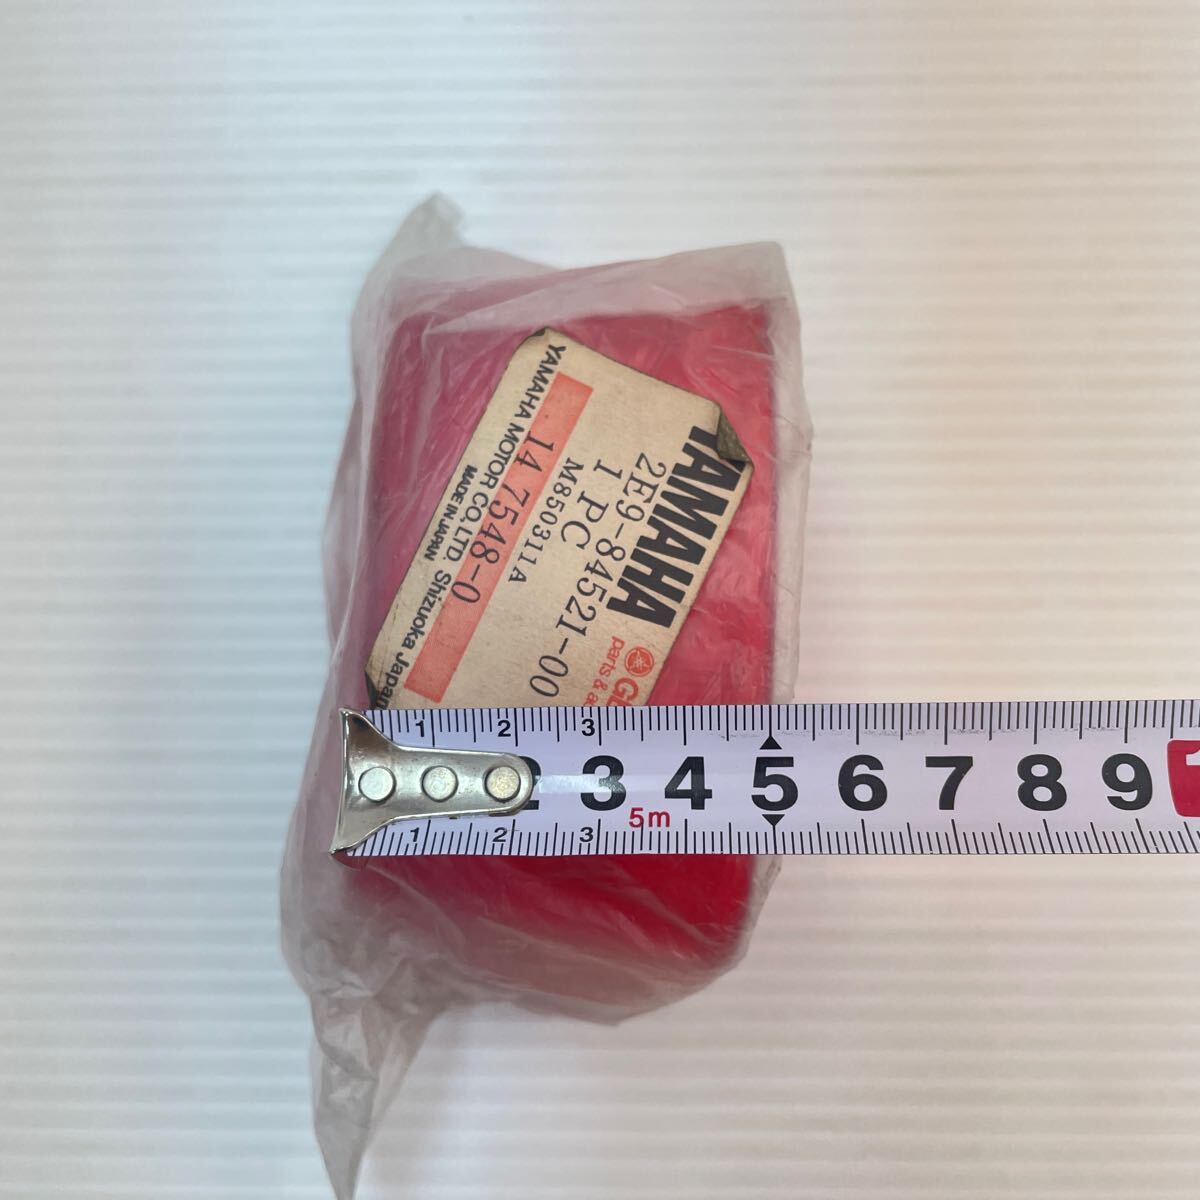 YAMAHA
2E9-84521-00
1 PC
M850311A
14 7548-0
YAMAHA MOTOR CO., LTD. Shizuoka Japan
MADE IN JAPAN
parts &
1 2 3
3 4 5 6 7 8 9
5m
1 2 3